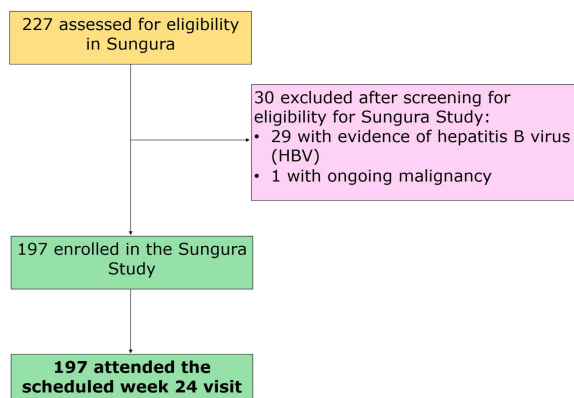 227 assessed for eligibility
in Sungura
30 excluded after screening for
eligibility for Sungura Study:
• 29 with evidence of hepatitis B virus
(HBV)
• 1 with ongoing malignancy
197 enrolled in the Sungura
Study
197 attended the
scheduled week 24 visit